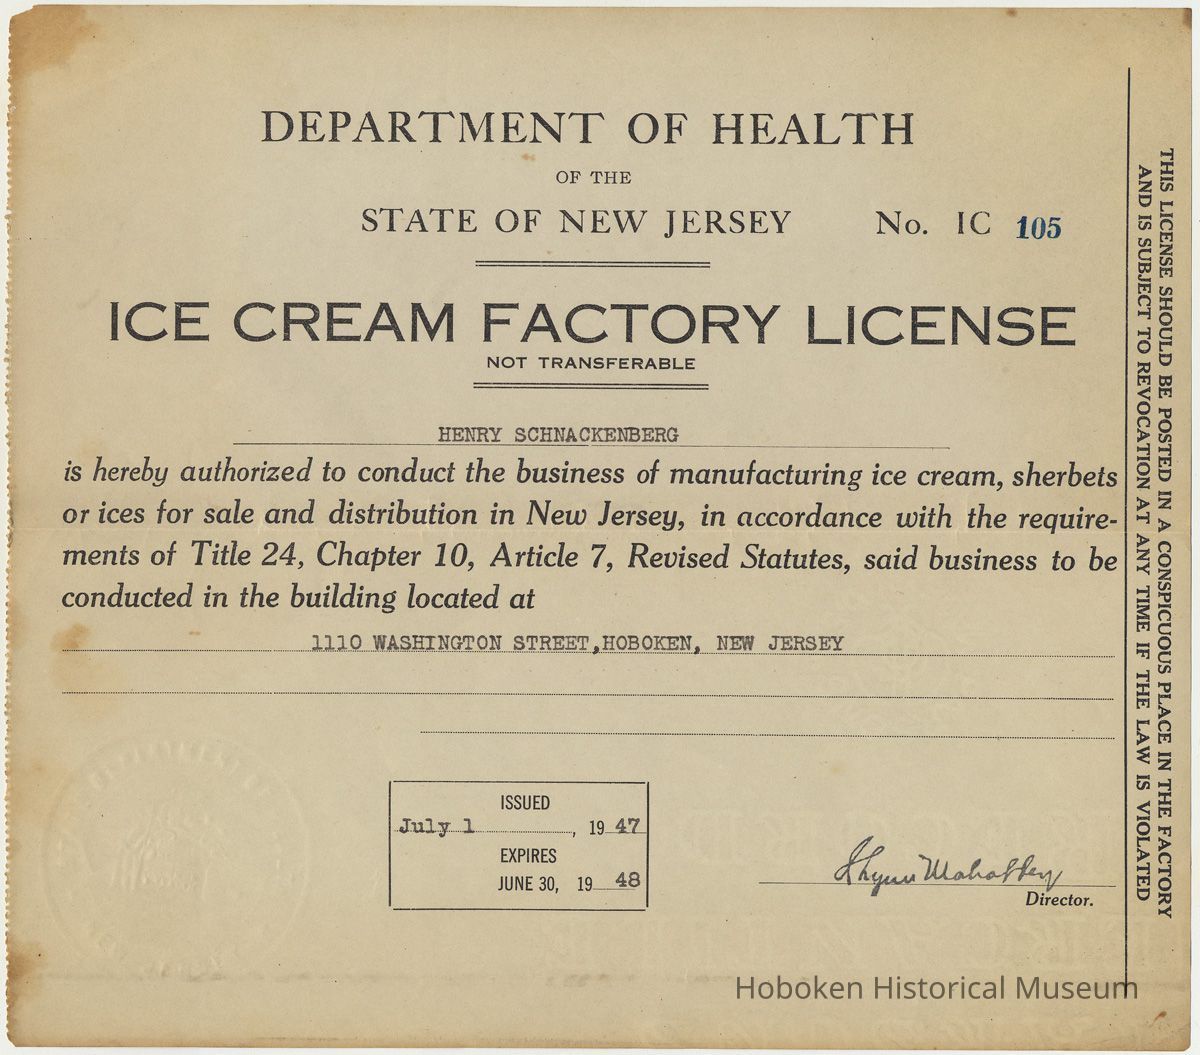 DEPARTMENT OF HEALTH
OF THE
STATE OF NEW JERSEY No. IC 105
ICE CREAM FACTORY LICENSE
NOT TRANSFERABLE
HENRY SCHNACKENBERG
is hereby authorized to conduct the business of manufacturing ice cream, sherbets
or ices for sale and distribution in New Jersey, in accordance with the require-
ments of Title 24, Chapter 10, Article 7, Revised Statutes, said business to be
conducted in the building located at
1110 WASHINGTON STREET,HOBOKEN, NEW JERSEY
ISSUED
July 1, 1947
EXPIRES
JUNE 30, 1948
Mahaffey
Director.
THIS LICENSE SHOULD BE POSTED IN A CONSPICUOUS PLACE IN THE FACTORY
AND IS SUBJECT TO REVOCATION AT ANY TIME IF THE LAW IS VIOLATED
Hoboken Historical Museum